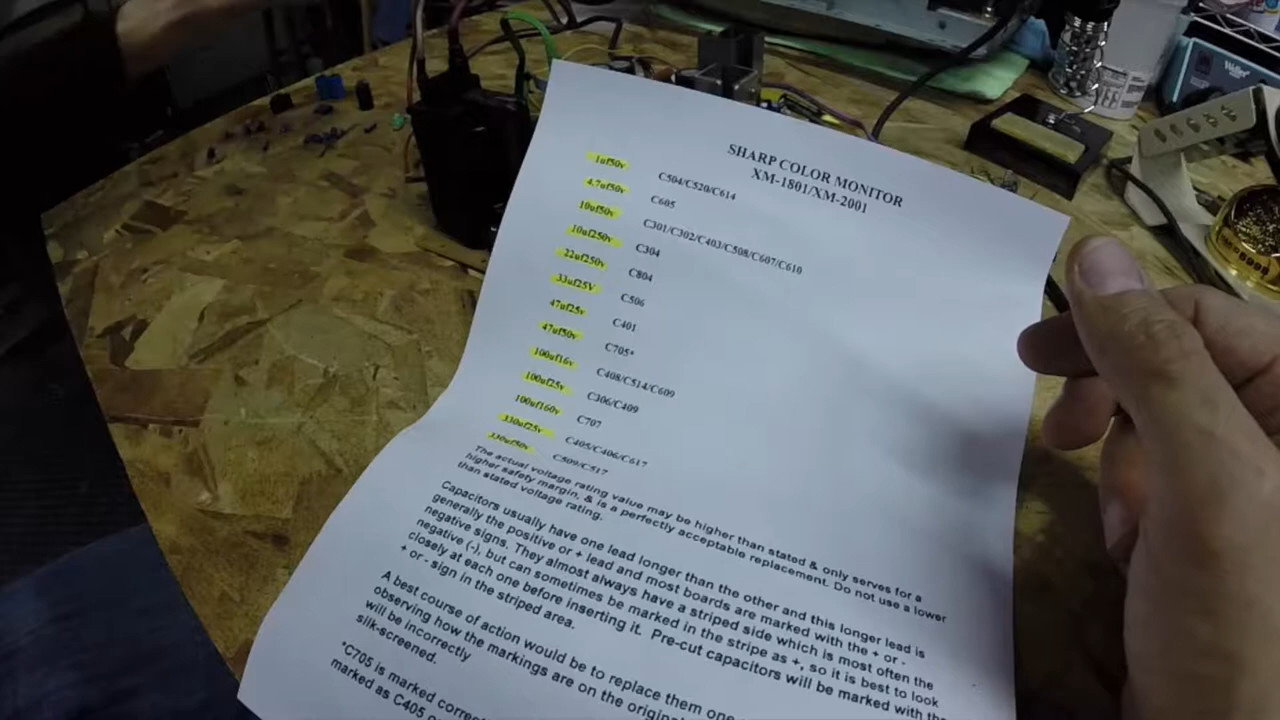 SHARP COLOR MONITOR
XM-1801/XM-2001
1uf50v C504/C520/C614
4.7uf50v C605
10uf50v C301/C302/C403/C508/C607/C610
10uf250v C304
22uf250v C804
33uf25V C506
47uf25v C401
47uf50v C705*
100uf16v C408/C514/C609
100uf25v C306/C409
100uf160v C707
330uf25v C405/C406/C617
330uf50v C509/C517
The actual voltage rating value may be higher than stated & only serves for a
higher safety margin, & is a perfectly acceptable replacement. Do not use a lower
than stated voltage rating.
Capacitors usually have one lead longer than the other and this longer lead is
generally the positive or + lead and most boards are marked with the + or -
negative signs. They almost always have a striped side which is most often the
negative (-), but can sometimes be marked in the stripe as +, so it is best to look
closely at each one before inserting it. Pre-cut capacitors will be marked with the
+ or - sign in the striped area.
A best course of action would be to replace them one
observing how the markings are on the original
will be incorrectly
silk-screened.
*C705 is marked
marked as C405
Weller